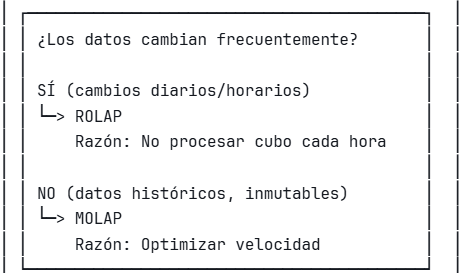 ¿Los datos cambian frecuentemente?
SÍ (cambios diarios/horarios)
└─> ROLAP
Razón: No procesar cubo cada hora
NO (datos históricos, inmutables)
└─> MOLAP
Razón: Optimizar velocidad